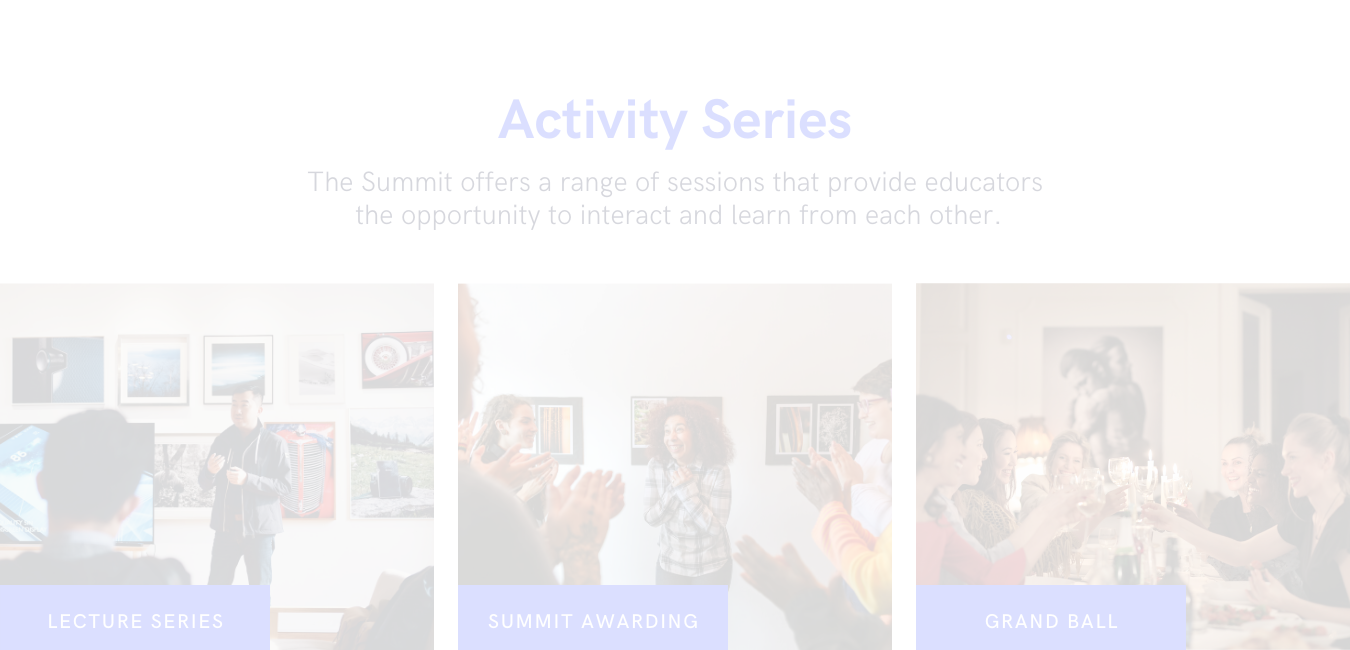 Activity Series
The Summit offers a range of sessions that provide educators
the opportunity to interact and learn from each other.
LECTURE SERIES
SUMMIT AWARDING
GRAND BALL